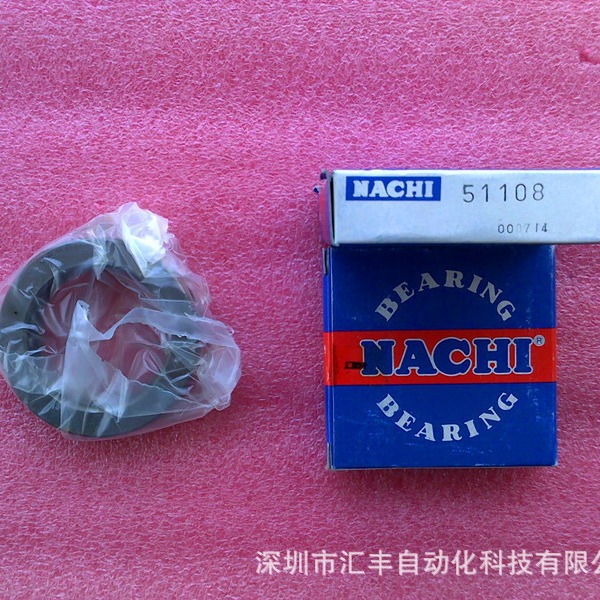 NACHI 51108
000714
BEARING
NACHI®
BEARING
深圳市汇丰自动化科技有限公